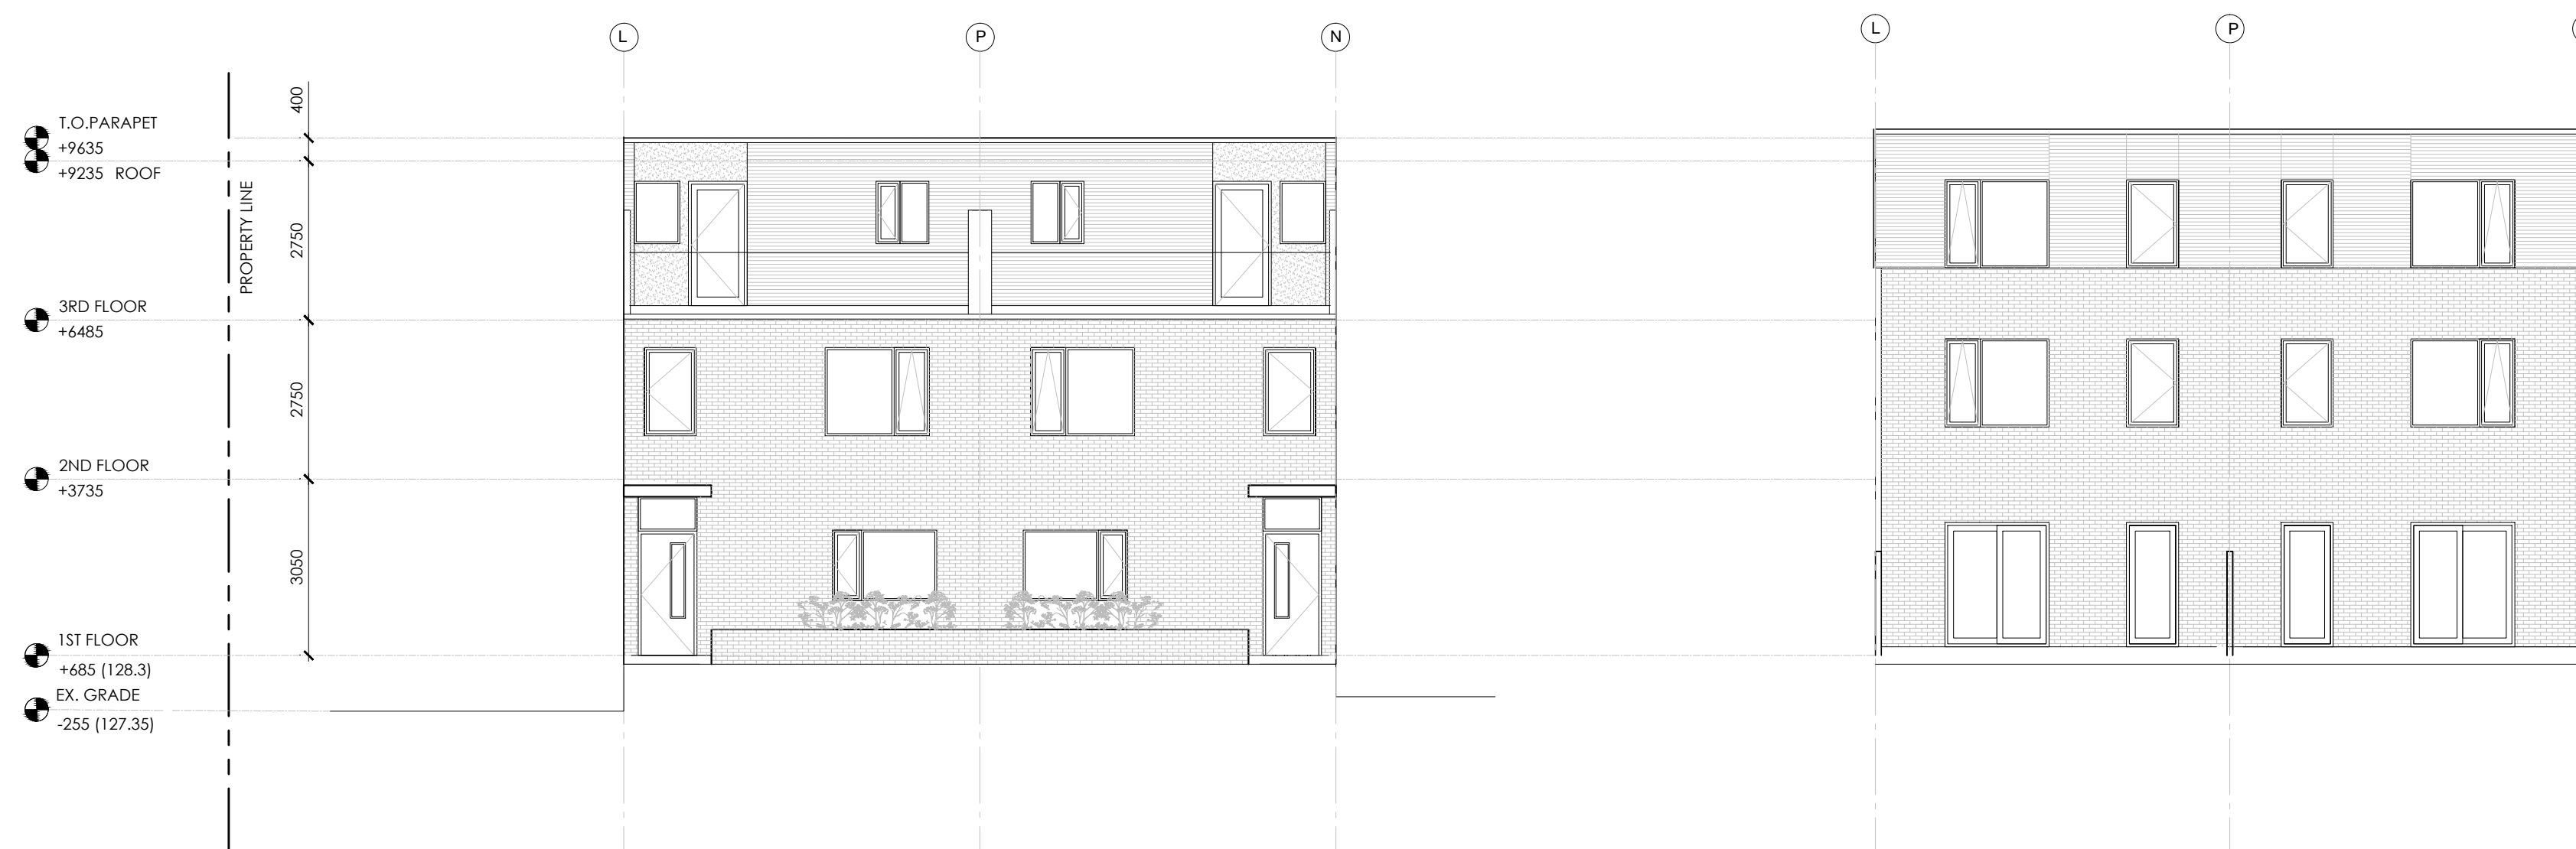 L
P
N
L
P
400
T.O.PARAPET
+9635
+9235 ROOF
PROPERTY LINE
2750
3RD FLOOR
+6485
2750
2ND FLOOR
+3735
3050
1ST FLOOR
+685 (128.3)
EX. GRADE
-255 (127.35)